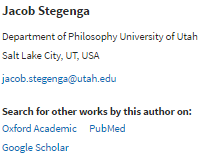 Jacob Stegenga
Department of Philosophy University of Utah
Salt Lake City, UT, USA
jacob.stegenga@utah.edu
Search for other works by this author on:
Oxford Academic PubMed
Google Scholar